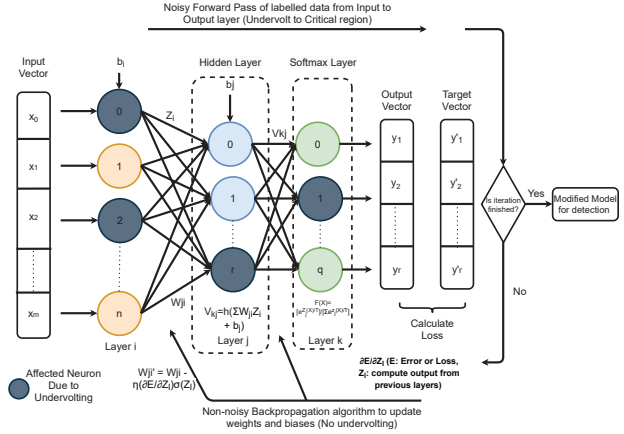 Noisy Forward Pass of labelled data from Input to
Output layer (Undervolt to Critical region)
Input
Vector
bi
Hidden Layer
bj
Softmax Layer
Output
Vector
Target
Vector
x0
x1
x2
xm
0
1
2
n
Layer i
Zi
Wji
0
1
r
Vkj=h(ΣWjiZi
+ bj)
Layer j
Vkj
0
1
q
F(X)=
Layer k
y1
y2
yr
y'1
y'2
y'r
Calculate
Loss
Is iteration
finished?
Yes
Modified Model
for detection
No
∂E/∂Zi (E: Error or Loss,
Zi: compute output from
previous layers)
Wji' = Wji -
η(∂E/∂Zi)σ(Zi)
Affected Neuron
Due to
Undervolting
Non-noisy Backpropagation algorithm to update
weights and biases (No undervolting)